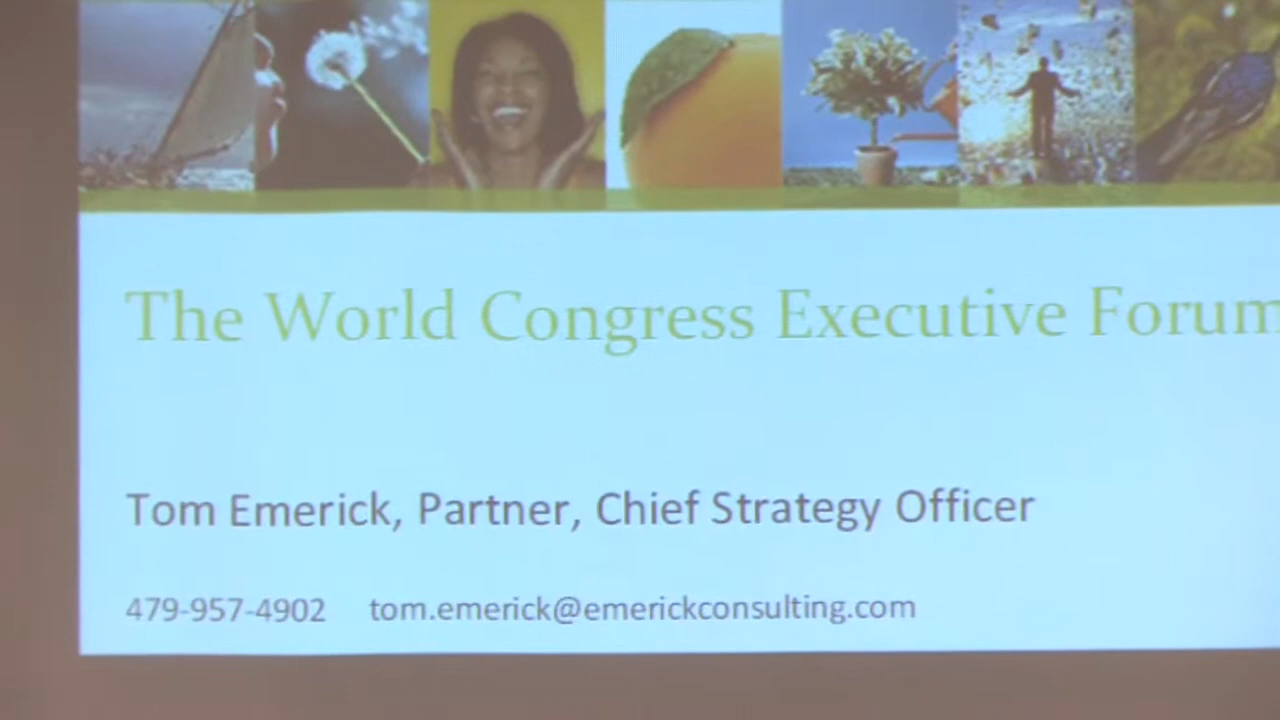 The World Congress Executive Forum
Tom Emerick, Partner, Chief Strategy Officer
479-957-4902 tom.emerick@emerickconsulting.com